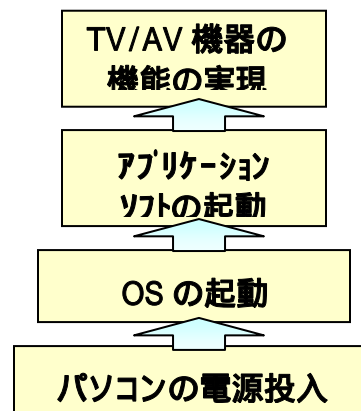 TV/AV 機器の
機能の実現
ｱﾌﾟﾘｹｰｼｮﾝ
ｿﾌﾄの起動
OS の起動
パソコンの電源投入